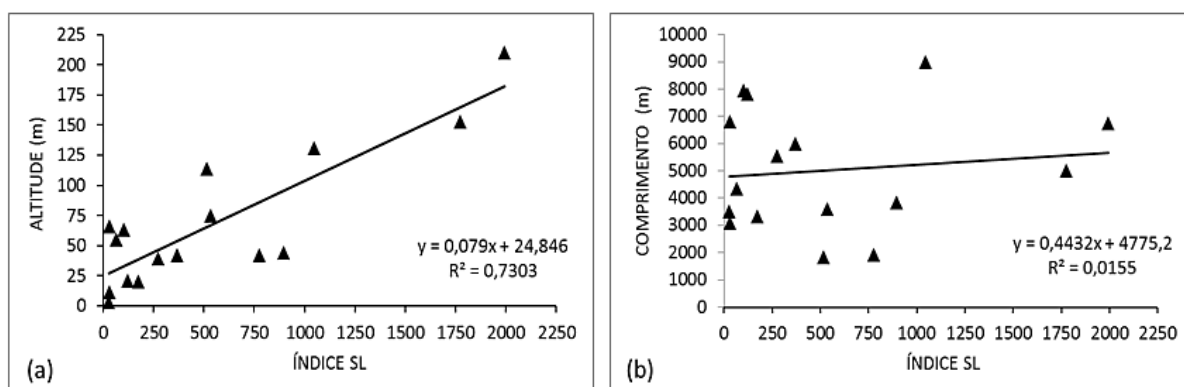 225
200
175
150
125
100
75
50
25
0
ALTITUDE (m)
y = 0,079x + 24,846
R² = 0,7303
0 250 500 750 1000 1250 1500 1750 2000 2250
ÍNDICE SL
(a)
10000
9000
8000
7000
6000
5000
4000
3000
2000
1000
0
COMPRIMENTO (m)
y = 0,4432x + 4775,2
R² = 0,0155
0 250 500 750 1000 1250 1500 1750 2000 2250
ÍNDICE SL
(b)